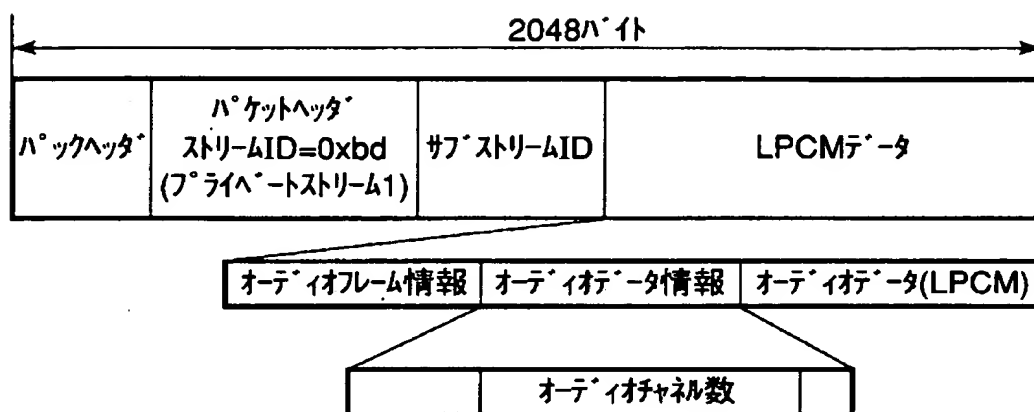 2048ﾊﾞｲﾄ
ﾊﾟｯｸﾍｯﾀﾞ
ﾊﾟｹｯﾄﾍｯﾀﾞ
ｽﾄﾘｰﾑID=0xbd
(ﾌﾟﾗｲﾍﾞｰﾄｽﾄﾘｰﾑ1)
ｻﾌﾞｽﾄﾘｰﾑID
LPCMﾃﾞｰﾀ
ｵｰﾃﾞｨｵﾌﾚｰﾑ情報
ｵｰﾃﾞｨｵﾃﾞｰﾀ情報
ｵｰﾃﾞｨｵﾃﾞｰﾀ(LPCM)
ｵｰﾃﾞｨｵﾁｬﾈﾙ数